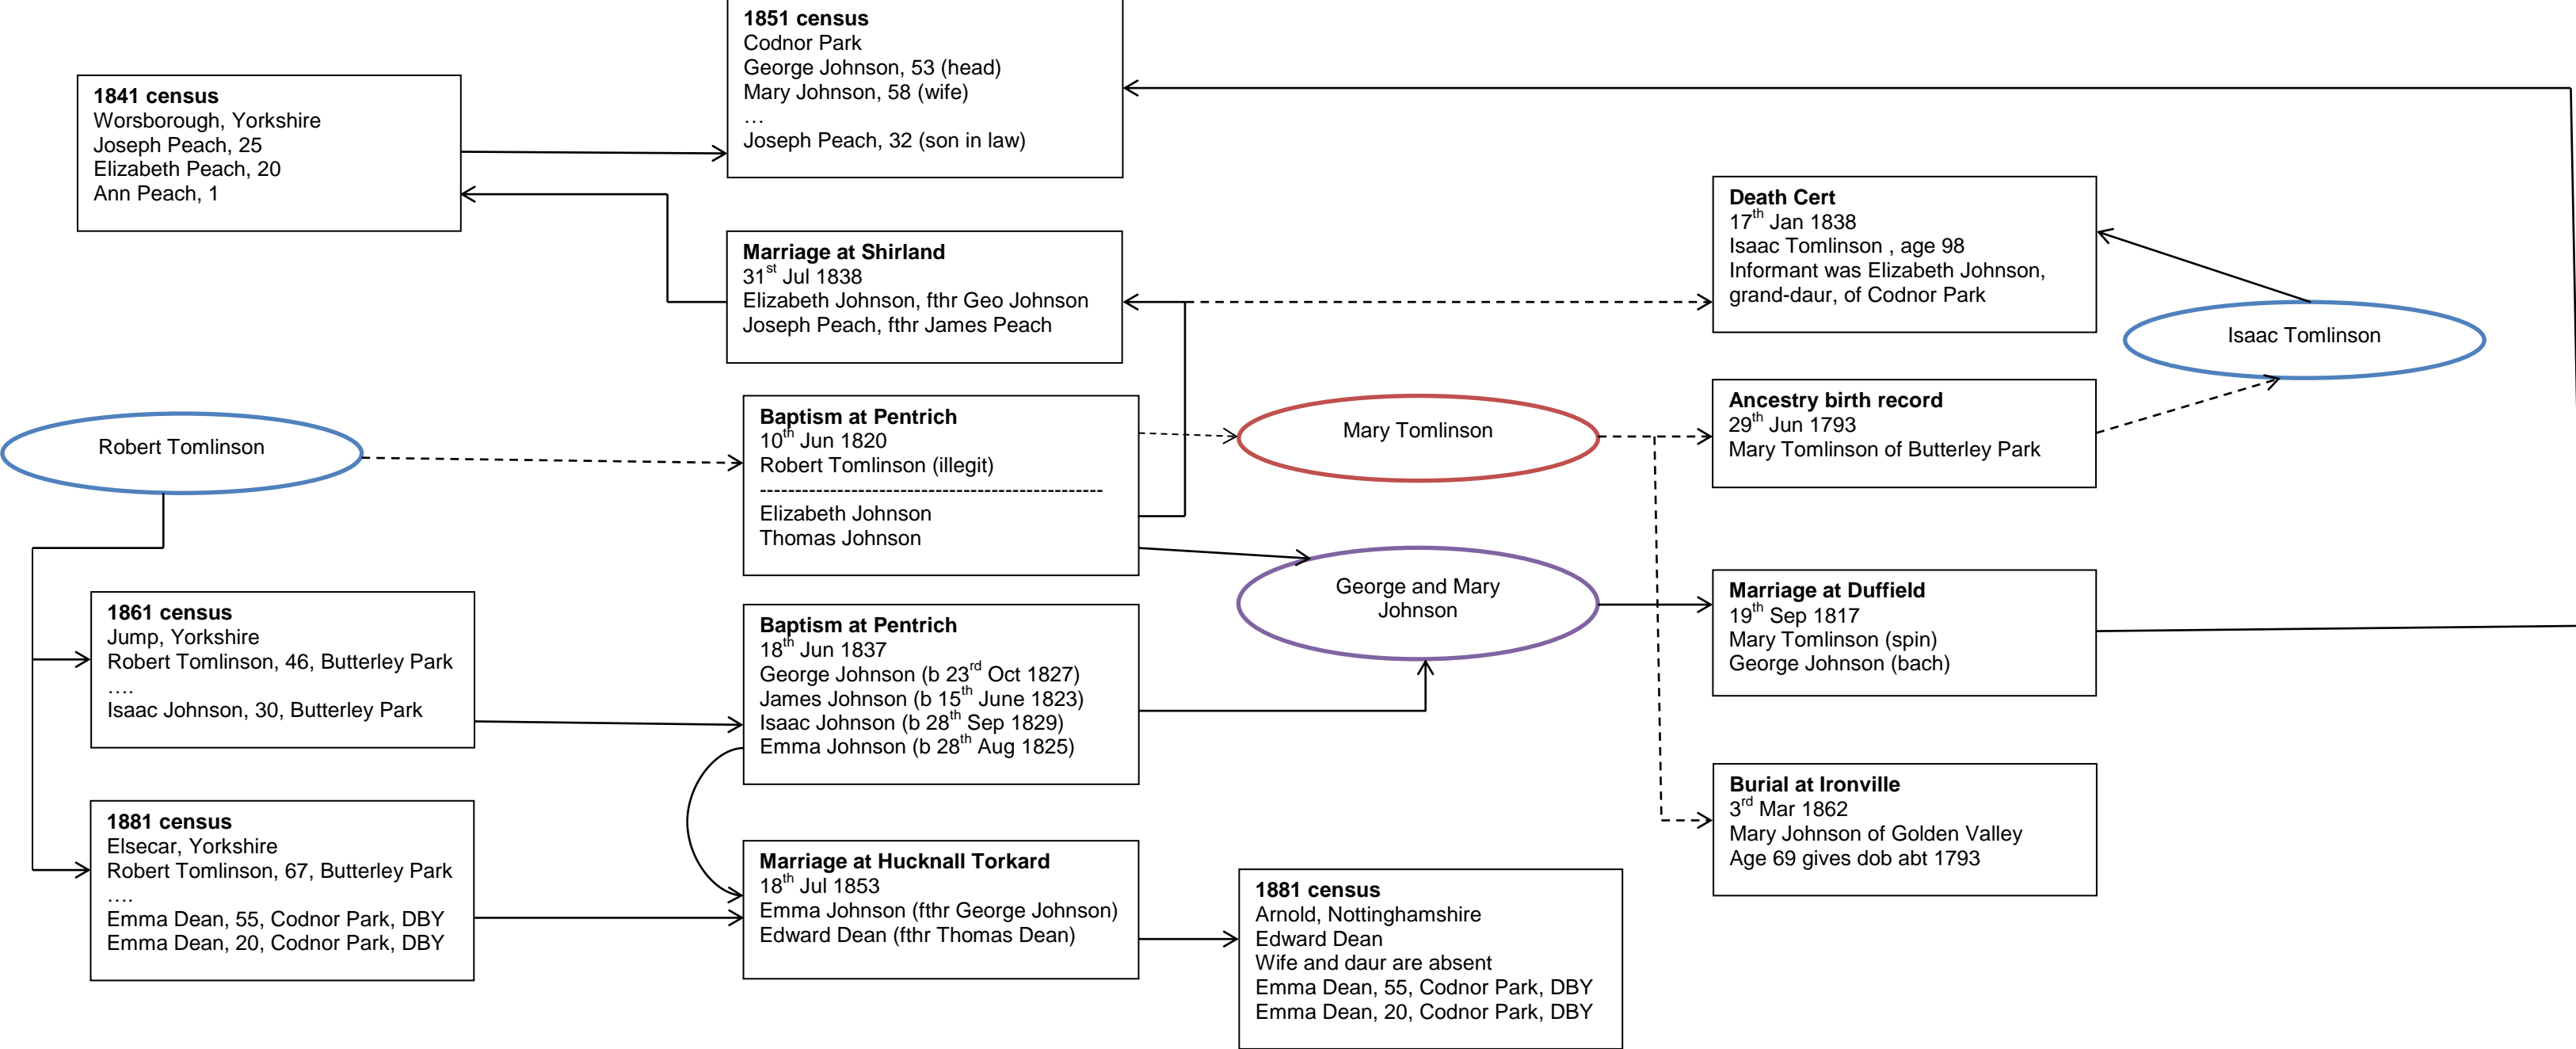 1851 census
Codnor Park
George Johnson, 53 (head)
Mary Johnson, 58 (wife)
…
Joseph Peach, 32 (son in law)
1841 census
Worsborough, Yorkshire
Joseph Peach, 25
Elizabeth Peach, 20
Ann Peach, 1
Marriage at Shirland
31st Jul 1838
Elizabeth Johnson, fthr Geo Johnson
Joseph Peach, fthr James Peach
Death Cert
17th Jan 1838
Isaac Tomlinson , age 98
Informant was Elizabeth Johnson,
grand-daur, of Codnor Park
Isaac Tomlinson
Robert Tomlinson
Baptism at Pentrich
10th Jun 1820
Robert Tomlinson (illegit)
-------------------------------------------------
Elizabeth Johnson
Thomas Johnson
Mary Tomlinson
Ancestry birth record
29th Jun 1793
Mary Tomlinson of Butterley Park
George and Mary
Johnson
Marriage at Duffield
19th Sep 1817
Mary Tomlinson (spin)
George Johnson (bach)
1861 census
Jump, Yorkshire
Robert Tomlinson, 46, Butterley Park
….
Isaac Johnson, 30, Butterley Park
Baptism at Pentrich
18th Jun 1837
George Johnson (b 23rd Oct 1827)
James Johnson (b 15th June 1823)
Isaac Johnson (b 28th Sep 1829)
Emma Johnson (b 28th Aug 1825)
Burial at Ironville
3rd Mar 1862
Mary Johnson of Golden Valley
Age 69 gives dob abt 1793
1881 census
Elsecar, Yorkshire
Robert Tomlinson, 67, Butterley Park
….
Emma Dean, 55, Codnor Park, DBY
Emma Dean, 20, Codnor Park, DBY
Marriage at Hucknall Torkard
18th Jul 1853
Emma Johnson (fthr George Johnson)
Edward Dean (fthr Thomas Dean)
1881 census
Arnold, Nottinghamshire
Edward Dean
Wife and daur are absent
Emma Dean, 55, Codnor Park, DBY
Emma Dean, 20, Codnor Park, DBY